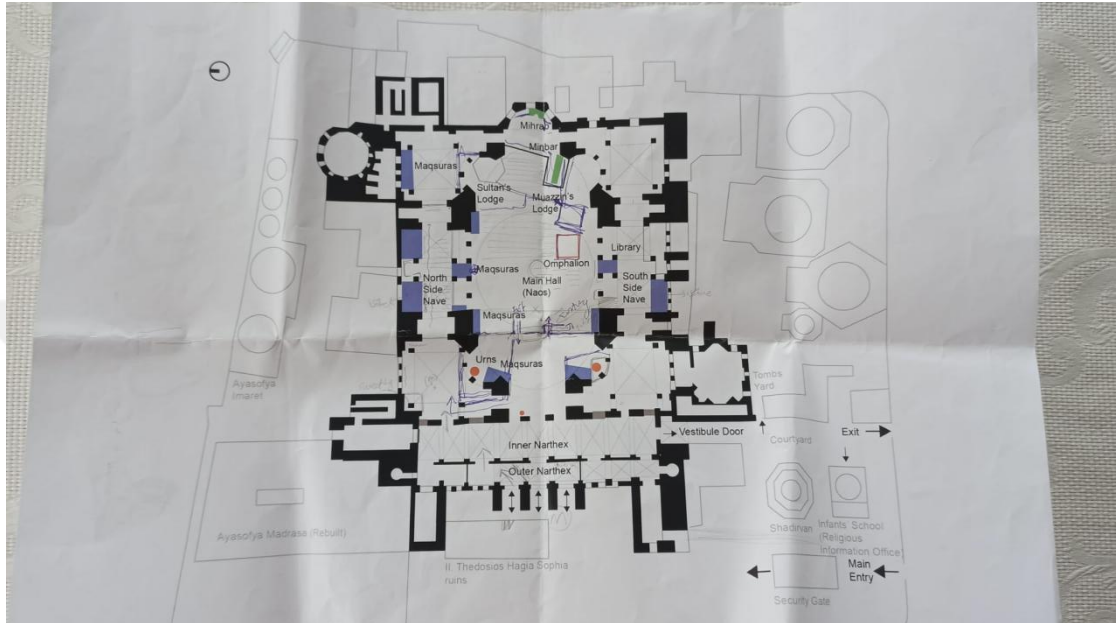 Mihrab
Minbar
Maqsuras
Sultan's
Lodge
Muazzin's
Lodge
Library
Omphalion
Maqsuras
North
Side
Nave
Main Hall
(Naos)
South
Side
Nave
Maqsuras
Urns
Maqsuras
Ayasofya
Imaret
Tombs
Yard
Vestibule Door
Courtyard
Exit
Inner Narthex
Outer Narthex
Ayasofya Madrasa (Rebuilt)
II. Thedosios Hagia Sophia
ruins
Shadirvan
Infants' School
(Religious
Information Office)
Main
Entry
Security Gate